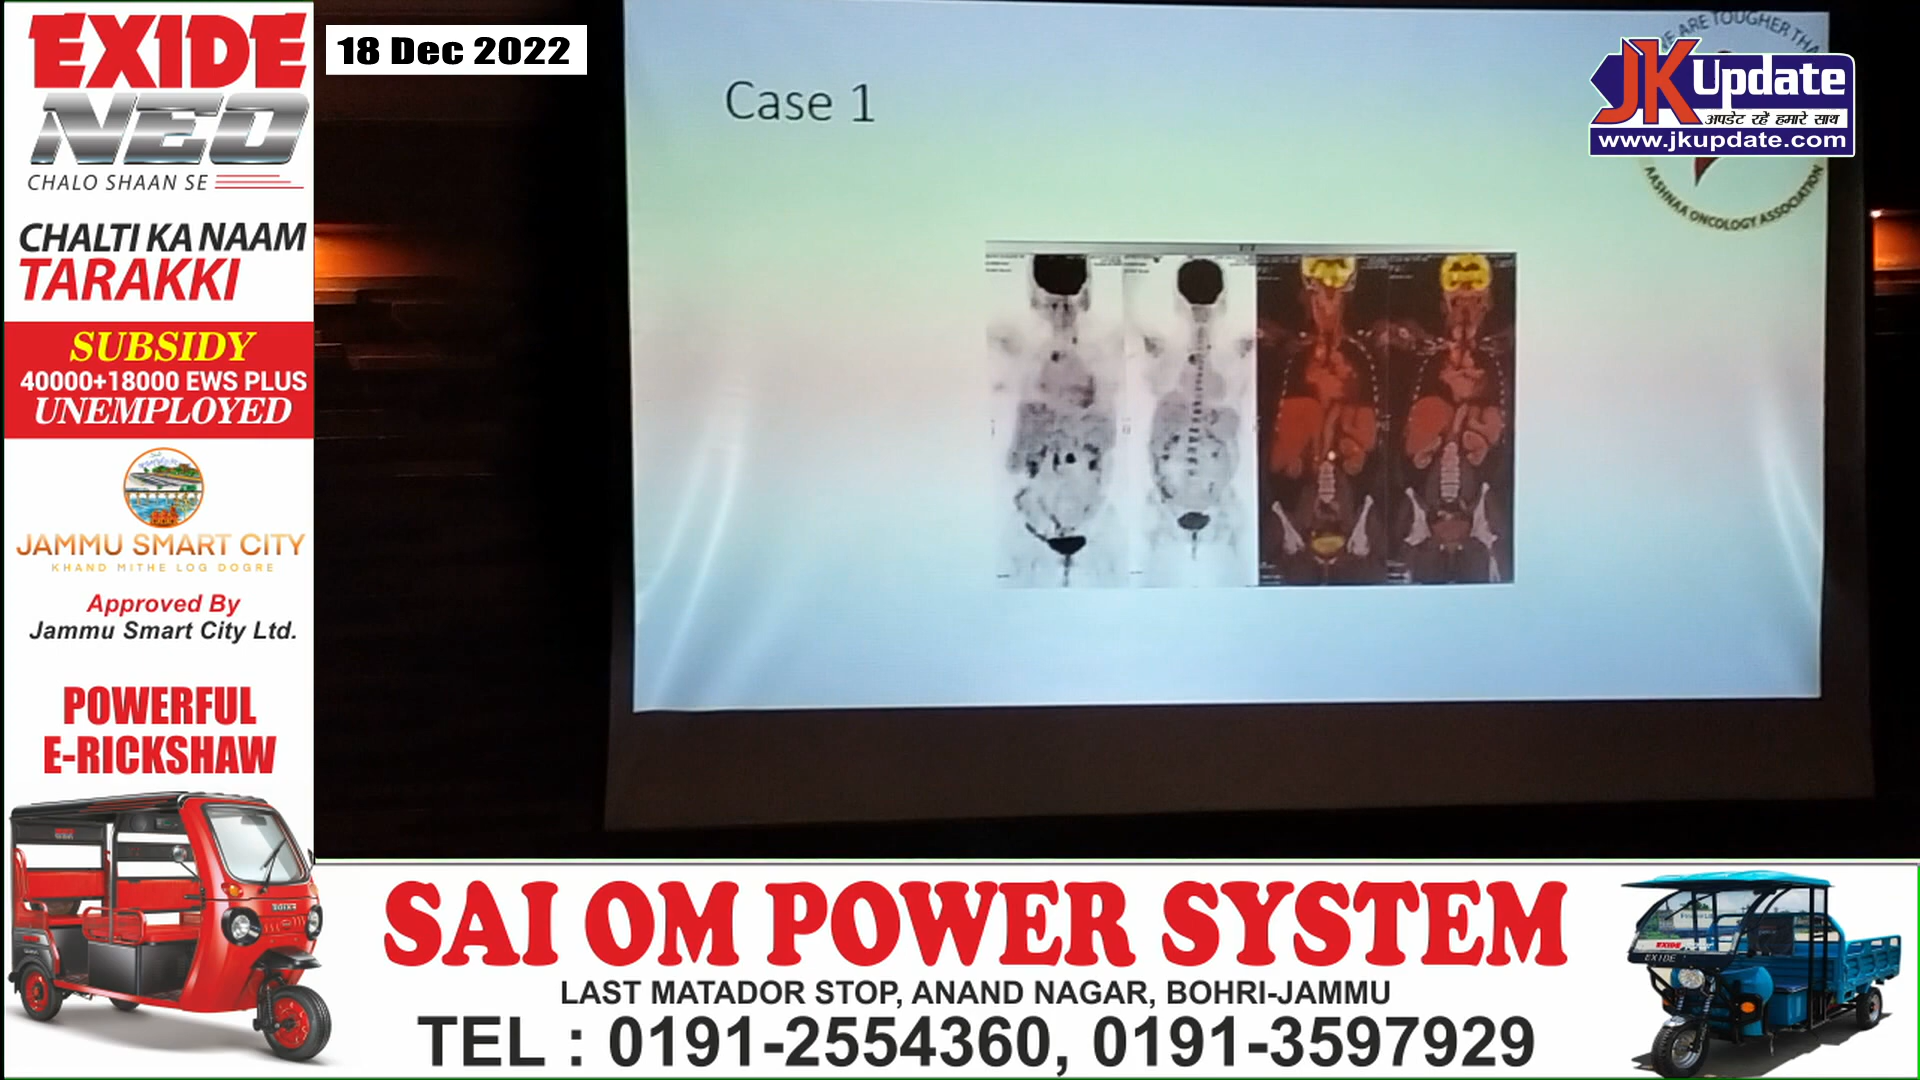 EXIDE
NEO
CHALO SHAAN SE
CHALTI KA NAAM
TARAKKI
SUBSIDY
40000+18000 EWS PLUS
UNEMPLOYED
JAMMU SMART CITY
KHAND MITHE LOG DOGRE
Approved By
Jammu Smart City Ltd.
POWERFUL
E-RICKSHAW
18 Dec 2022
Case 1
ARE TOUGHER THA
JK Update
अपडेट रहें हमारे साथ
www.jkupdate.com
AASHNAA ONCOLOGY ASSOCIATION
SAI OM POWER SYSTEM
LAST MATADOR STOP, ANAND NAGAR, BOHRI-JAMMU
TEL : 0191-2554360, 0191-3597929
EXIDE
EXIDE